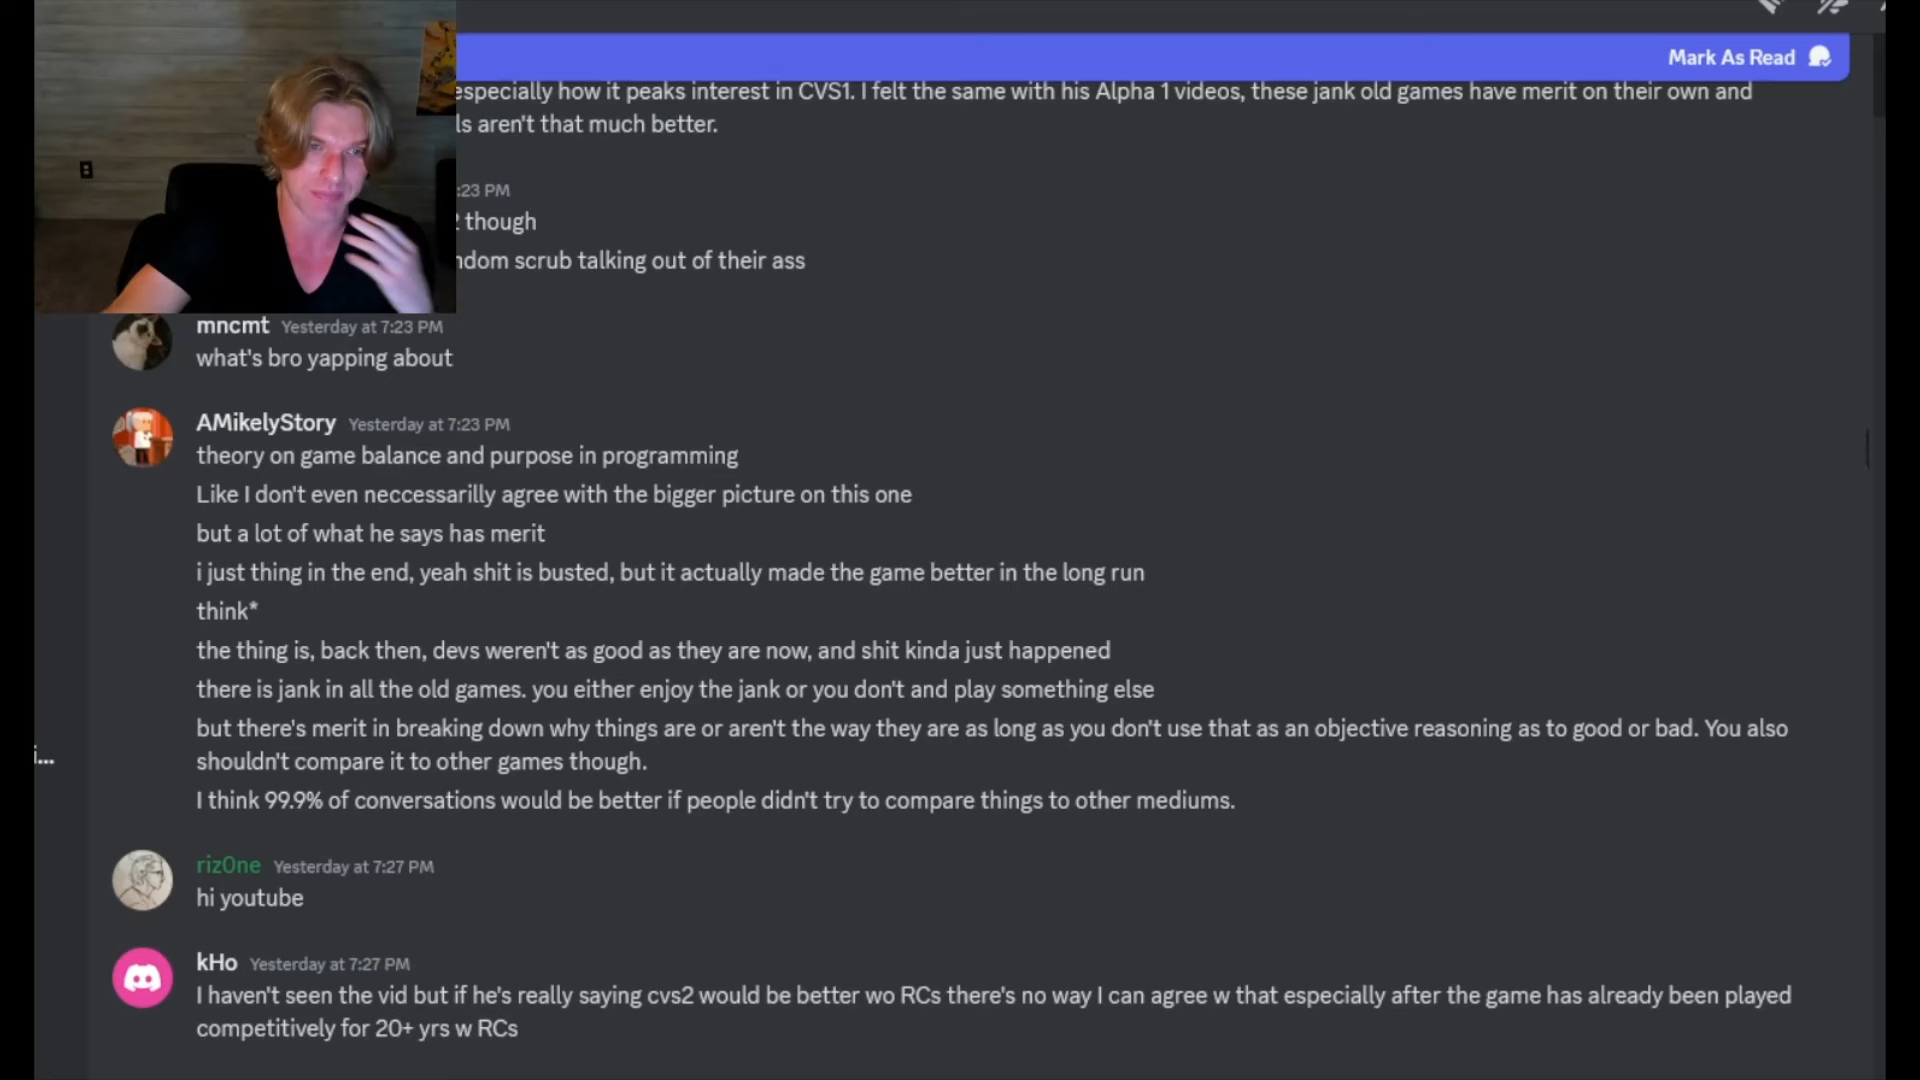 Mark As Read
especially how it peaks interest in CVS1. I felt the same with his Alpha 1 videos, these jank old games have merit on their own and
ls aren't that much better.
:23 PM
though
ndom scrub talking out of their ass
mncmt Yesterday at 7:23 PM
what's bro yapping about
AMikelyStory Yesterday at 7:23 PM
theory on game balance and purpose in programming
Like I don't even neccessarilly agree with the bigger picture on this one
but a lot of what he says has merit
i just thing in the end, yeah shit is busted, but it actually made the game better in the long run
think*
the thing is, back then, devs weren't as good as they are now, and shit kinda just happened
there is jank in all the old games. you either enjoy the jank or you don't and play something else
but there's merit in breaking down why things are or aren't the way they are as long as you don't use that as an objective reasoning as to good or bad. You also
shouldn't compare it to other games though.
I think 99.9% of conversations would be better if people didn't try to compare things to other mediums.
i...
riz0ne Yesterday at 7:27 PM
hi youtube
kHo Yesterday at 7:27 PM
I haven't seen the vid but if he's really saying cvs2 would be better wo RCs there's no way I can agree w that especially after the game has already been played
competitively for 20+ yrs w RCs